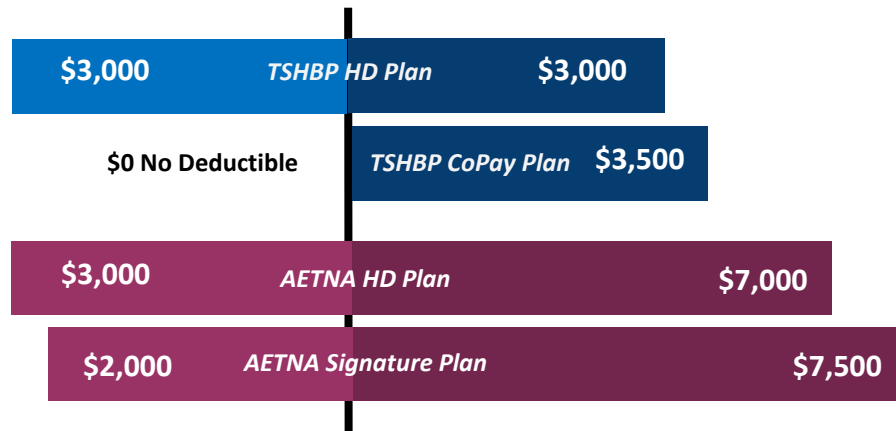 $3,000 TSHBP HD Plan $3,000
$0 No Deductible TSHBP CoPay Plan $3,500
$3,000 AETNA HD Plan $7,000
$2,000 AETNA Signature Plan $7,500